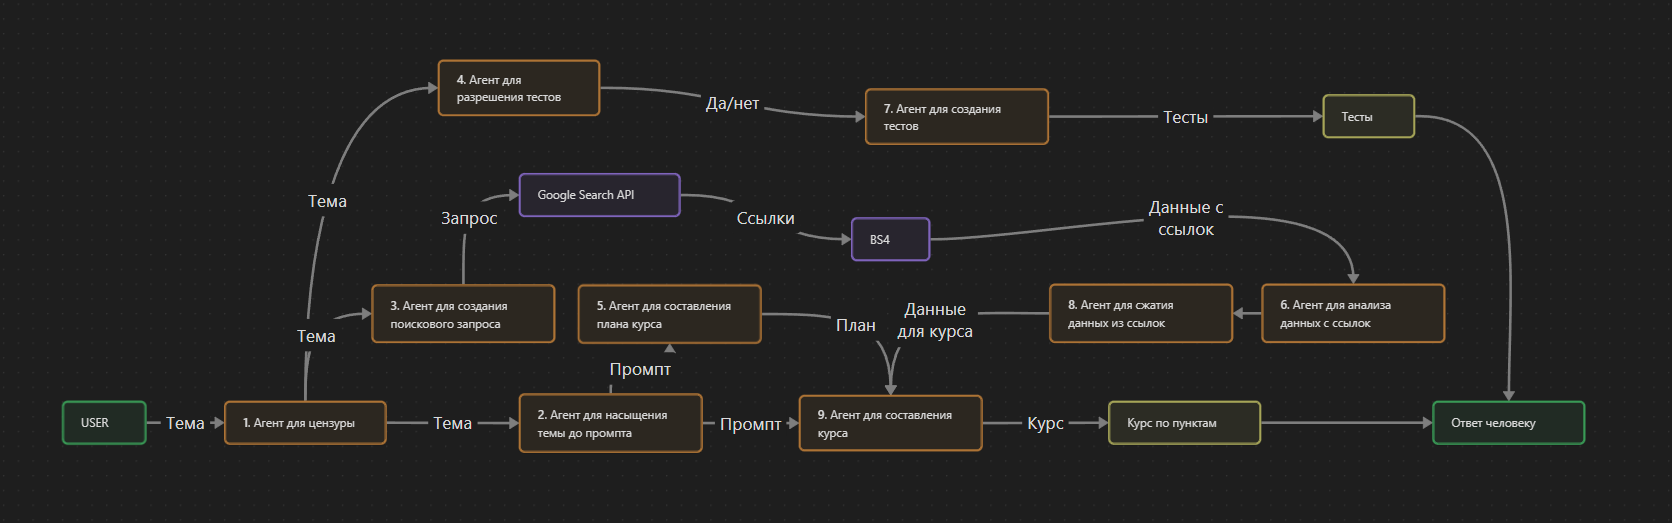 4. Агент для
разрешения тестов
Да/нет
7. Агент для создания
тестов
Тесты
Тесты
Тема
Запрос
Google Search API
Ссылки
BS4
Данные с
ссылок
3. Агент для создания
поискового запроса
5. Агент для составления
плана курса
План
Данные
для курса
8. Агент для сжатия
данных из ссылок
6. Агент для анализа
данных с ссылок
Тема
Промпт
USER
Тема
1. Агент для цензуры
Тема
2. Агент для насыщения
темы до промпта
Промпт
9. Агент для составления
курса
Курс
Курс по пунктам
Ответ человеку